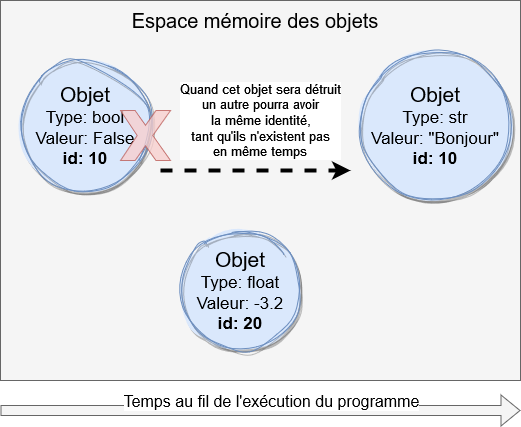 Espace mémoire des objets
Objet
Type: bool
Valeur: False
id: 10
Quand cet objet sera détruit
un autre pourra avoir
la même identité,
tant qu'ils n'existent pas
en même temps
Objet
Type: str
Valeur: "Bonjour"
id: 10
Objet
Type: float
Valeur: -3.2
id: 20
Temps au fil de l'exécution du programme